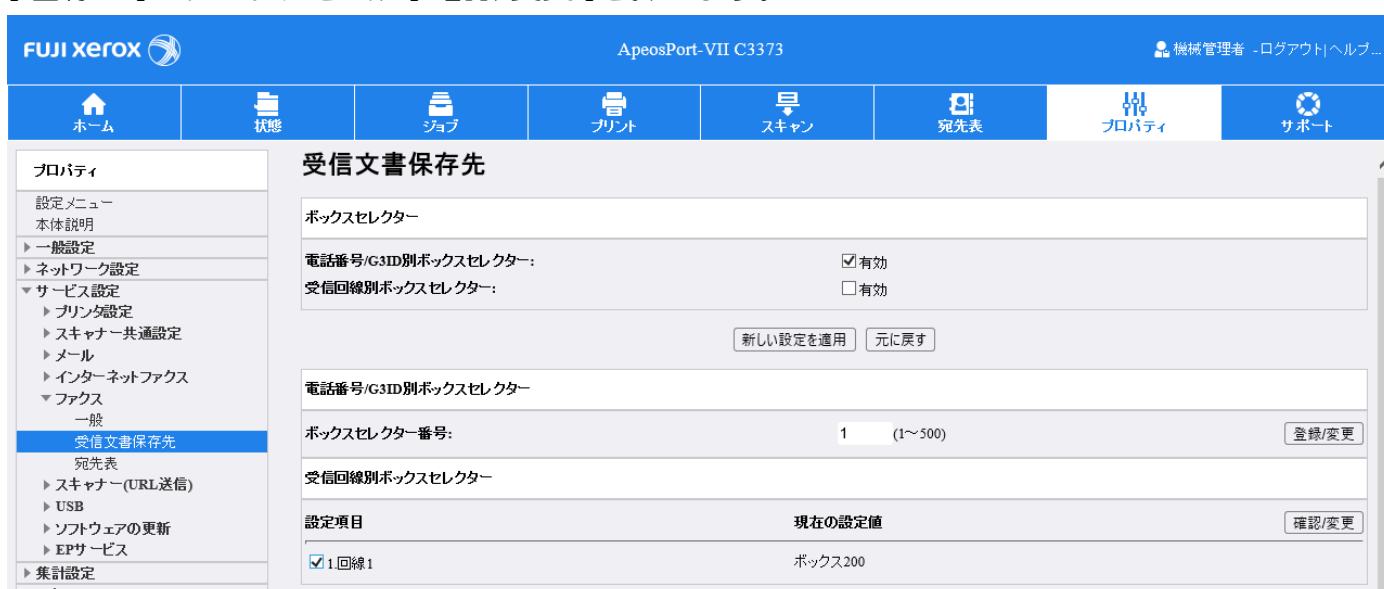 FUJI xerox
ApeosPort-VII C3373
機械管理者 -ログアウト|ヘルプ...
ホーム
状態
ジョブ
プリント
スキャン
宛先表
プロパティ
サポート
プロパティ
設定メニュー
本体説明
一般設定
ネットワーク設定
サービス設定
プリンタ設定
スキャナー共通設定
メール
インターネットファクス
ファクス
一般
受信文書保存先
宛先表
スキャナー(URL送信)
USB
ソフトウェアの更新
EPサービス
集計設定
受信文書保存先
ボックスセレクター
電話番号/G3ID別ボックスセレクター: 有効
受信回線別ボックスセレクター: 有効
新しい設定を適用 元に戻す
電話番号/G3ID別ボックスセレクター
ボックスセレクター番号: 1 (1～500) 登録/変更
受信回線別ボックスセレクター
設定項目 現在の設定値 確認/変更
1.回線1 ボックス200